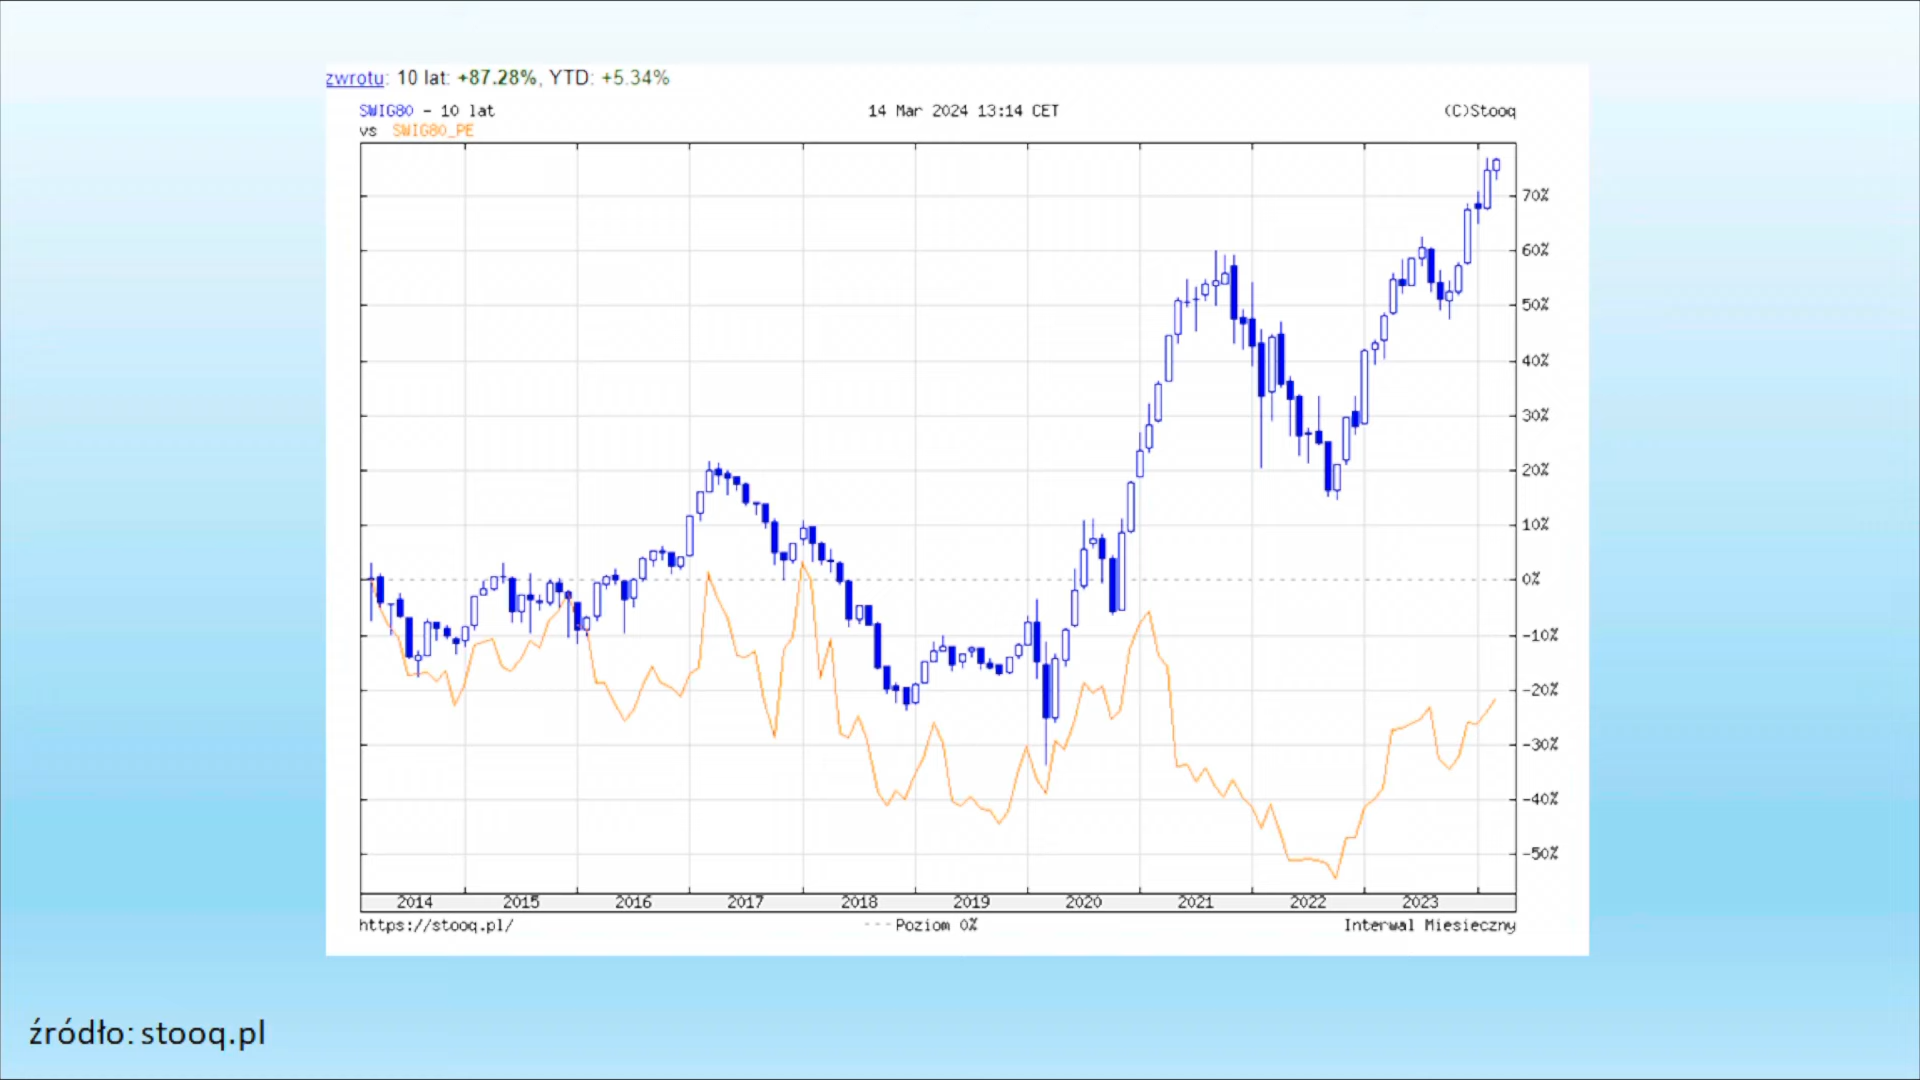 zwrotu: 10 lat: +87.28%, YTD: +5.34%
SWIG80 - 10 lat 14 Mar 2024 13:14 CET (C)Stooq
vs SWIG80_PE
70%
60%
50%
40%
30%
20%
10%
0%
-10%
-20%
-30%
-40%
-50%
2014 2015 2016 2017 2018 2019 2020 2021 2022 2023
https://stooq.pl/ ---Poziom 0% Interwal Miesieczny
źródło: stooq.pl